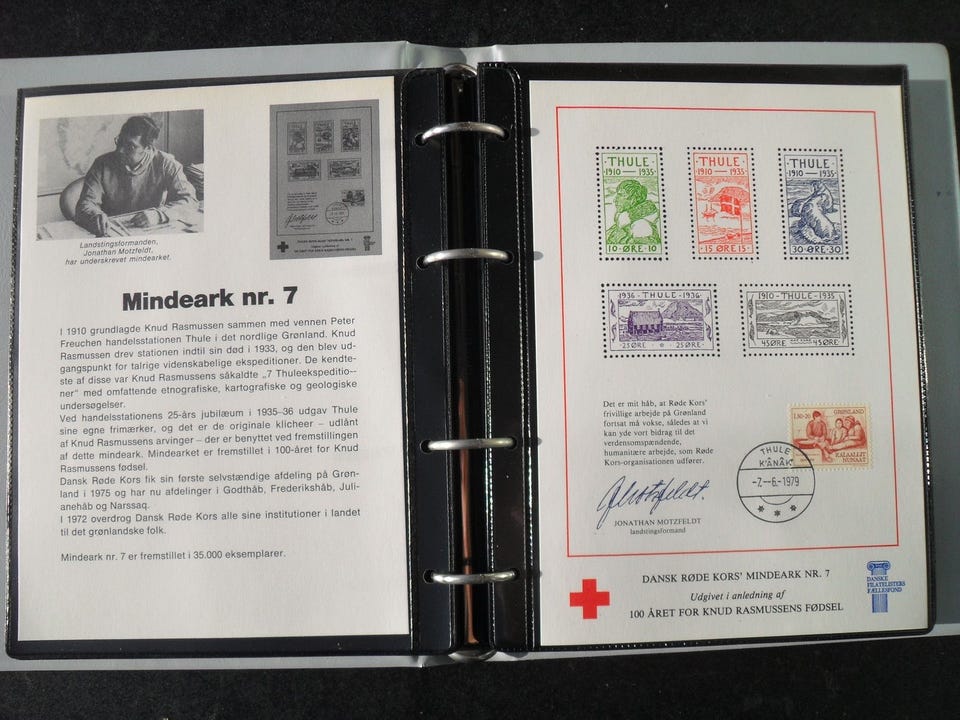 Landstingsformanden,
Jonathan Motzfeldt,
har underskrevet mindearket.
Mindeark nr. 7
I 1910 grundlagde Knud Rasmussen sammen med vennen Peter
Freuchen handelsstationen Thule i det nordlige Grønland. Knud
Rasmussen drev stationen indtil sin død i 1933, og den blev ud-
gangspunkt for talrige videnskabelige ekspeditioner. De kendte-
ste af disse var Knud Rasmussens såkaldte „7 Thuleekspeditio-
ner” med omfattende etnografiske, kartografiske og geologiske
undersøgelser.
Ved handelsstationens 25-års jubilæum i 1935–36 udgav Thule
sine egne frimærker, og det er de originale klicheer – udlånt
af Knud Rasmussens arvinger – der er benyttet ved fremstillingen
af dette mindeark. Mindearket er fremstillet i 100-året for Knud
Rasmussens fødsel.
Dansk Røde Kors fik sin første selvstændige afdeling på Grøn-
land i 1975 og har nu afdelinger i Godthåb, Frederikshåb, Juli-
anehåb og Narssaq.
I 1972 overdrog Dansk Røde Kors alle sine institutioner i landet
til det grønlandske folk.
Mindeark nr. 7 er fremstillet i 35.000 eksemplarer.
THULE
1910 — 1935
10 ØRE 10
THULE
1910 — 1935
15 ØRE 15
THULE
1910 — 1935
30 ØRE 30
1936 - THULE - 1936
25 ØRE 25 ØRE
1910 - THULE - 1935
45 ØRE 45 ØRE
Det er mit håb, at Røde Kors'
frivillige arbejde på Grønland
fortsat må vokse, således at vi
kan yde vort bidrag til det
verdensomspændende,
humanitære arbejde, som Røde
Kors-organisationen udfører.
JONATHAN MOTZFELDT
landstingsformand
GRØNLAND
KALAALLIT
NUNAAT
THULE
KÂNÂK
-7.--6.-1979
DANSK RØDE KORS' MINDEARK NR. 7
Udgivet i anledning af
100 ÅRET FOR KNUD RASMUSSENS FØDSEL
DANSKE
FILATELISTERS
FÆLLESFOND